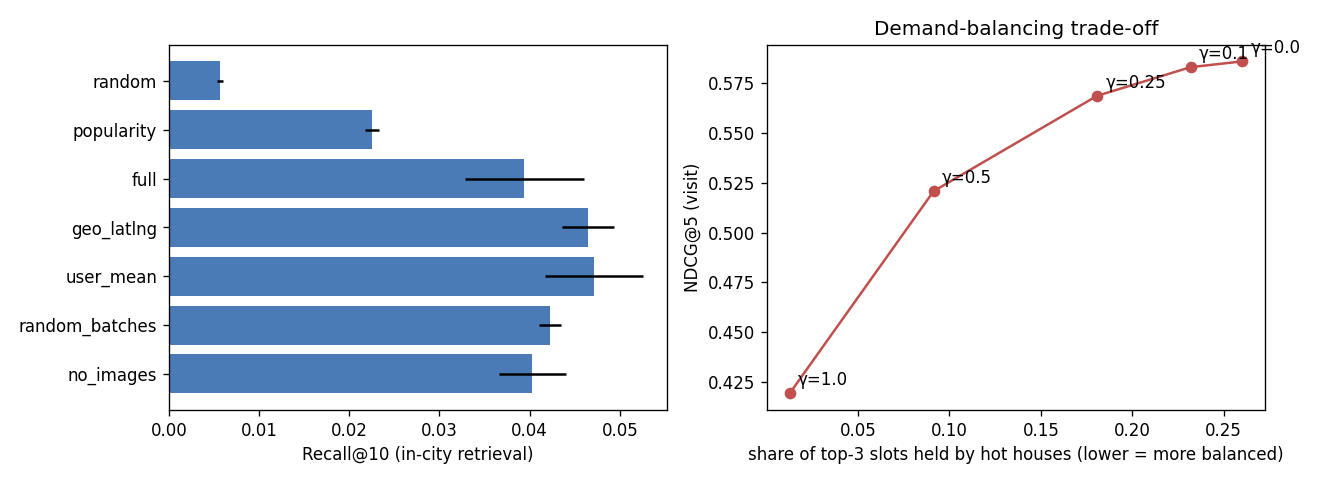 random
popularity
full
geo_latlng
user_mean
random_batches
no_images
0.00 0.01 0.02 0.03 0.04 0.05
Recall@10 (in-city retrieval)
Demand-balancing trade-off
γ=0.0
γ=0.1
γ=0.25
γ=0.5
γ=1.0
0.575
0.550
0.525
0.500
0.475
0.450
0.425
NDCG@5 (visit)
0.05 0.10 0.15 0.20 0.25
share of top-3 slots held by hot houses (lower = more balanced)